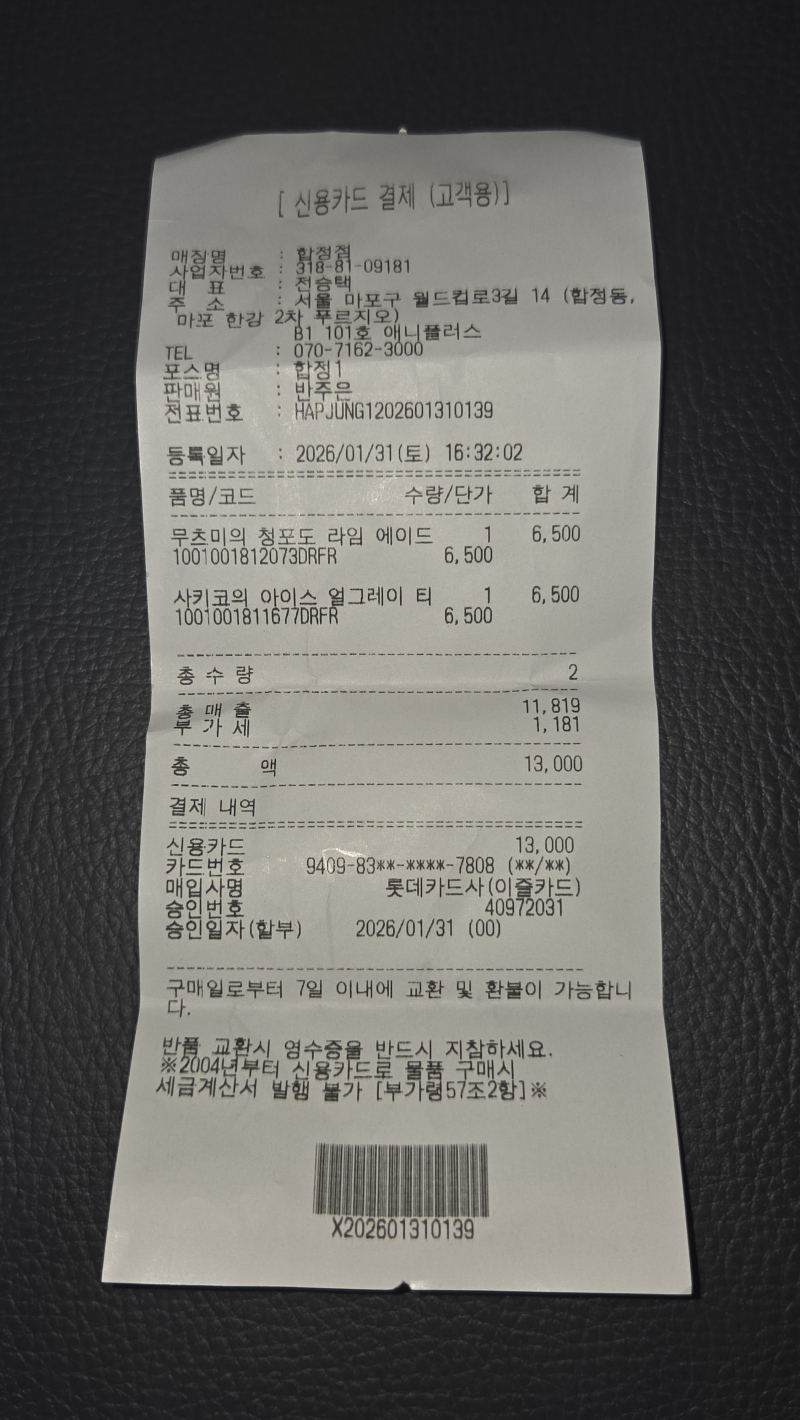 [ 신용카드 결제 (고객용)]
매장명 : 합정점
사업자번호 : 318-81-09181
대 표 : 전승택
주 소 : 서울 마포구 월드컵로3길 14 (합정동,
마포 한강 2차 푸르지오)
B1 101호 애니플러스
TEL : 070-7162-3000
포스명 : 합정1
판매원 : 반주은
전표번호 : HAPJUNG1202601310139
등록일자 : 2026/01/31(토) 16:32:02
품명/코드 수량/단가 합 계
무츠미의 청포도 라임 에이드 1 6,500
1001001812073DRFR 6,500
사키코의 아이스 얼그레이 티 1 6,500
1001001811677DRFR 6,500
총 수 량 2
총 매 출 11,819
부 가 세 1,181
총 액 13,000
결제 내역
신용카드 13,000
카드번호 9409-83**-****-7808 (**/**)
매입사명 롯데카드사(이즐카드)
승인번호 40972031
승인일자(할부) 2026/01/31 (00)
구매일로부터 7일 이내에 교환 및 환불이 가능합니
다.
반품 교환시 영수증을 반드시 지참하세요.
※2004년부터 신용카드로 물품 구매시
세금계산서 발행 불가 [부가령57조2항]※
X202601310139